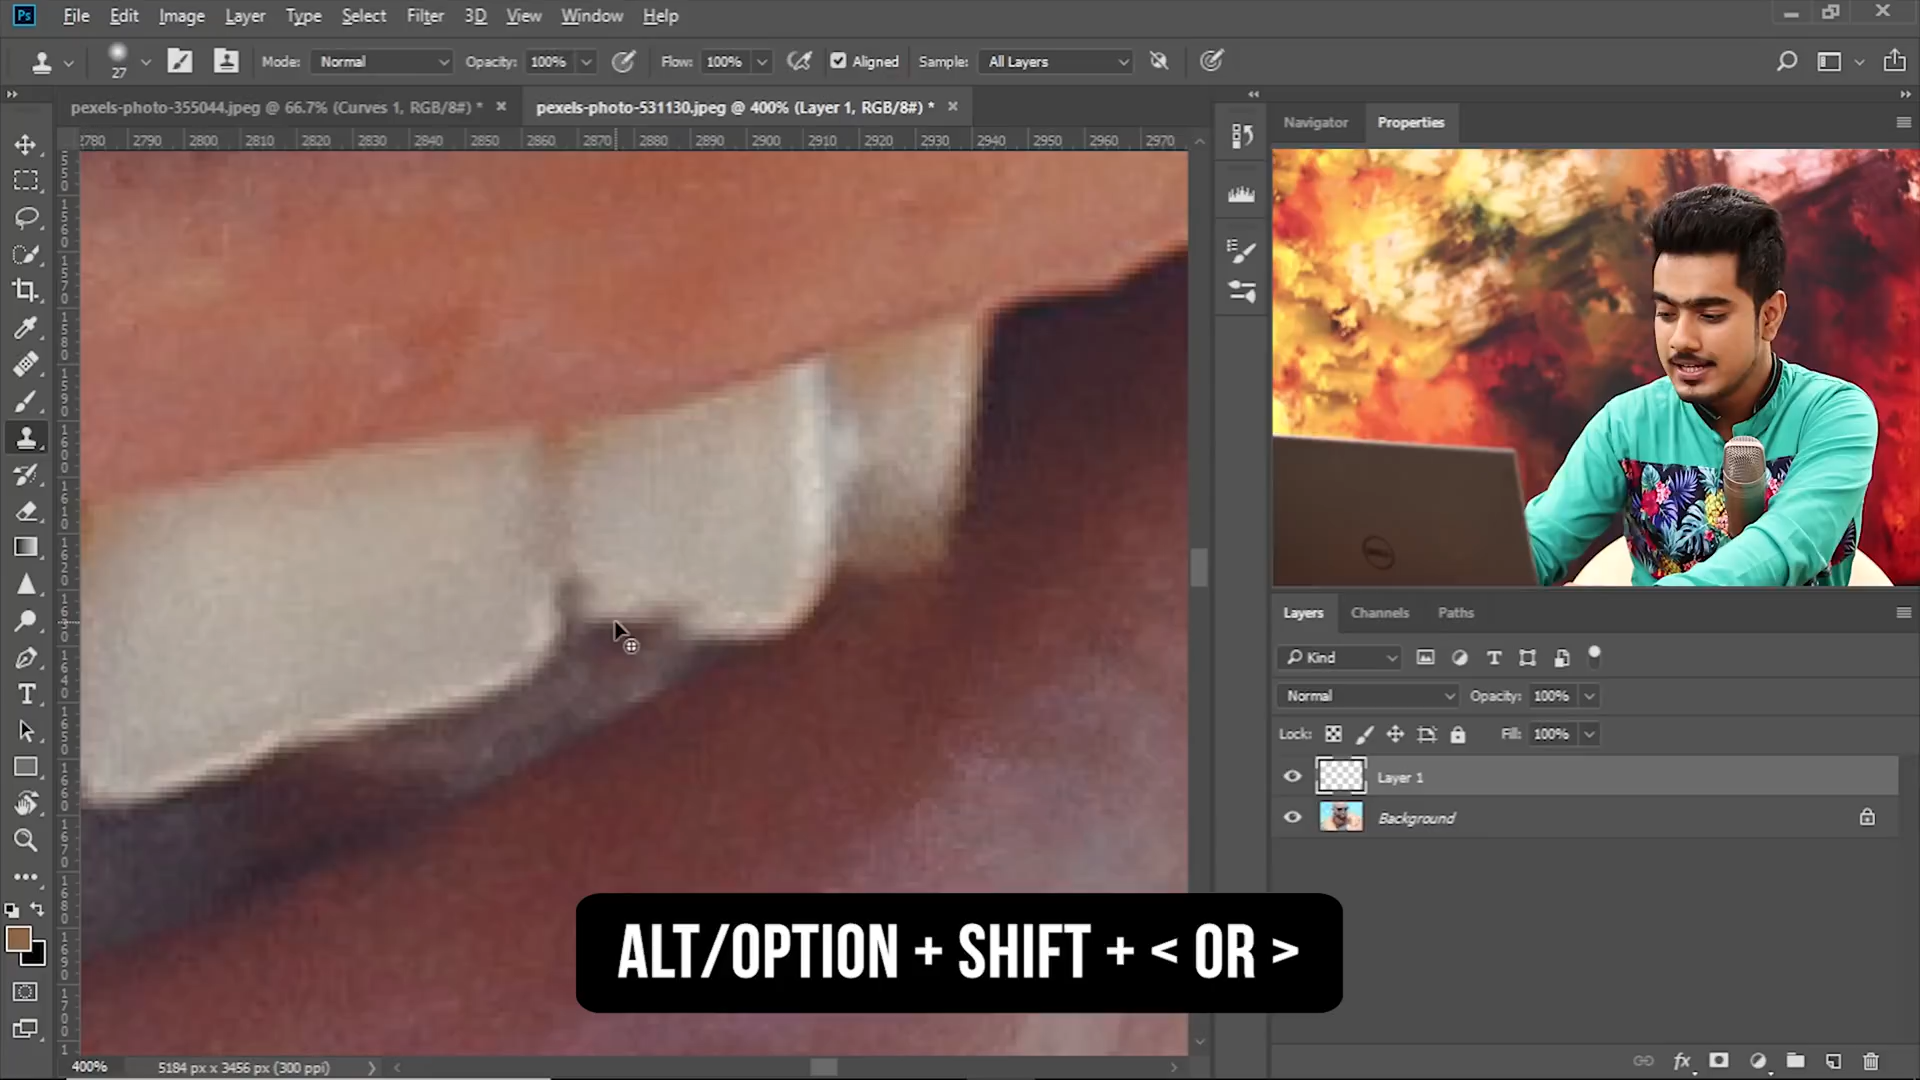 Ps File Edit Image Layer Type Select Filter 3D View Window Help
27 Mode: Normal Opacity: 100% Flow: 100% Aligned Sample: All Layers
pexels-photo-355044.jpeg @ 66.7% (Curves 1, RGB/8#) * × pexels-photo-531130.jpeg @ 400% (Layer 1, RGB/8#) * ×
Navigator Properties
2780 2790 2800 2810 2820 2830 2840 2850 2860 2870 2880 2890 2900 2910 2920 2930 2940 2950 2960 2970
DELL
Layers Channels Paths
Kind
Normal Opacity: 100%
Lock: Fill: 100%
Layer 1
Background
ALT/OPTION + SHIFT + < OR >
400% 5184 px x 3456 px (300 ppi)
fx